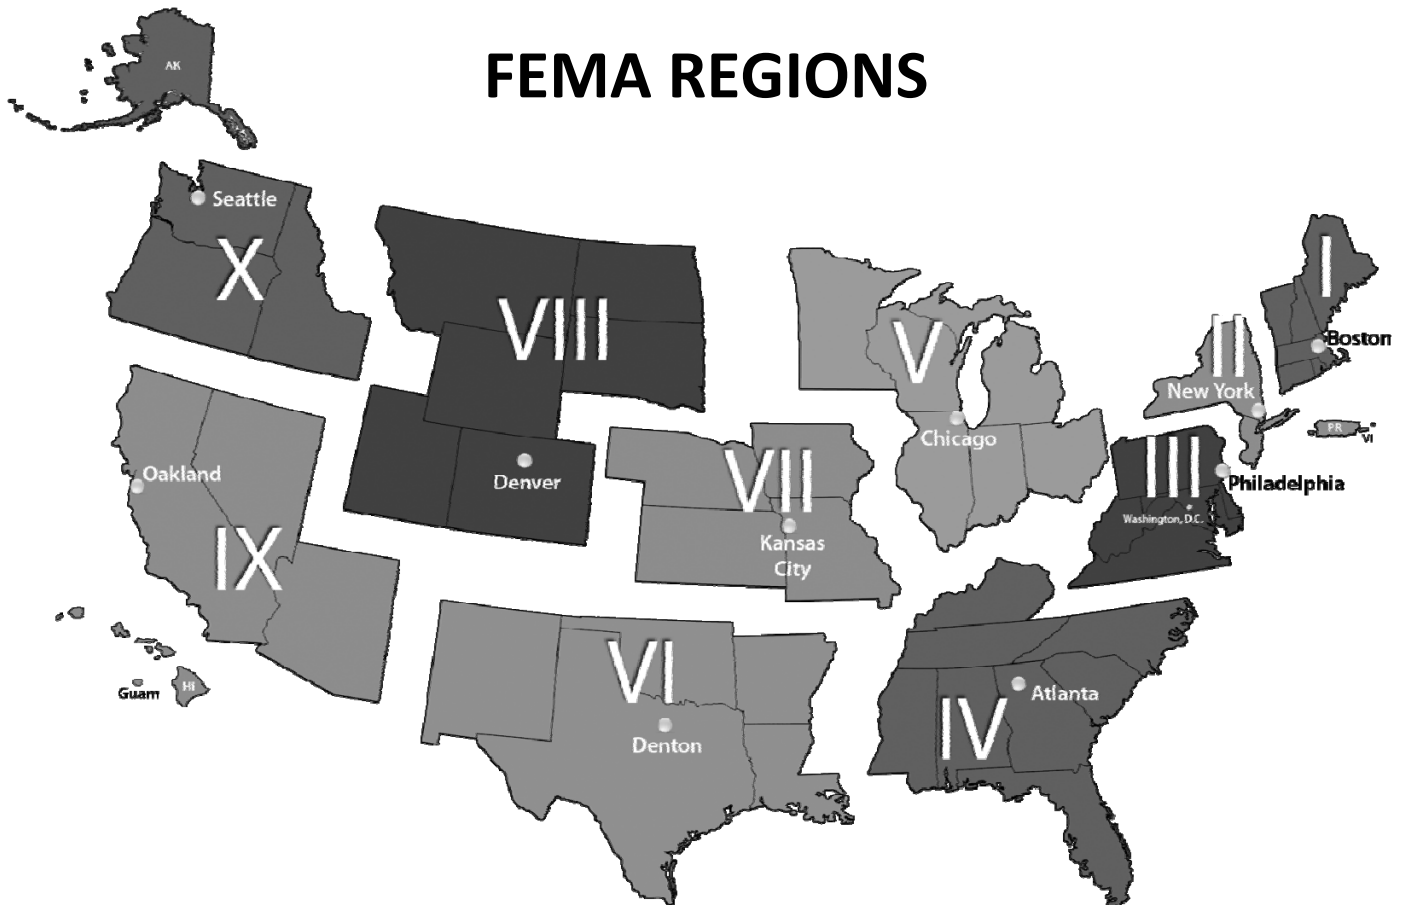 AK
FEMA REGIONS
Seattle
X
VIII
I
II
Boston
V
New York
Chicago
PR
VI
VII
III
Oakland
Denver
Philadelphia
Washington, D.C.
Kansas
City
IX
VI
HI
Guam
Atlanta
IV
Denton